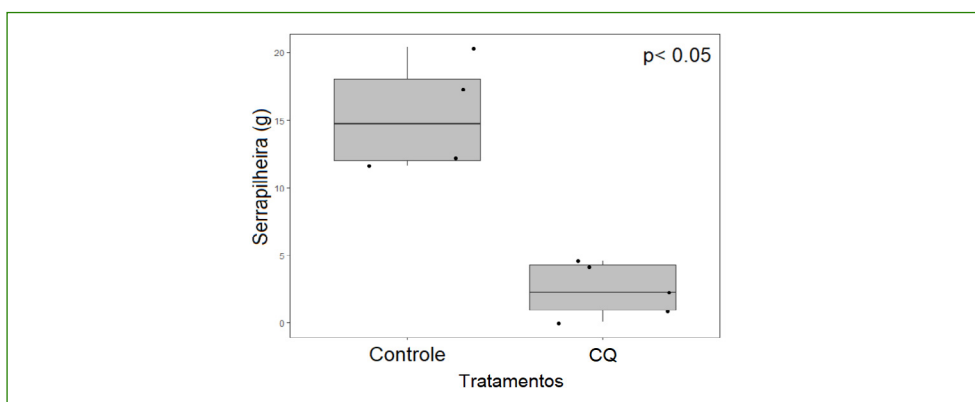 p< 0.05
Serrapilheira (g)
20
15
10
5
0
Controle
CQ
Tratamentos